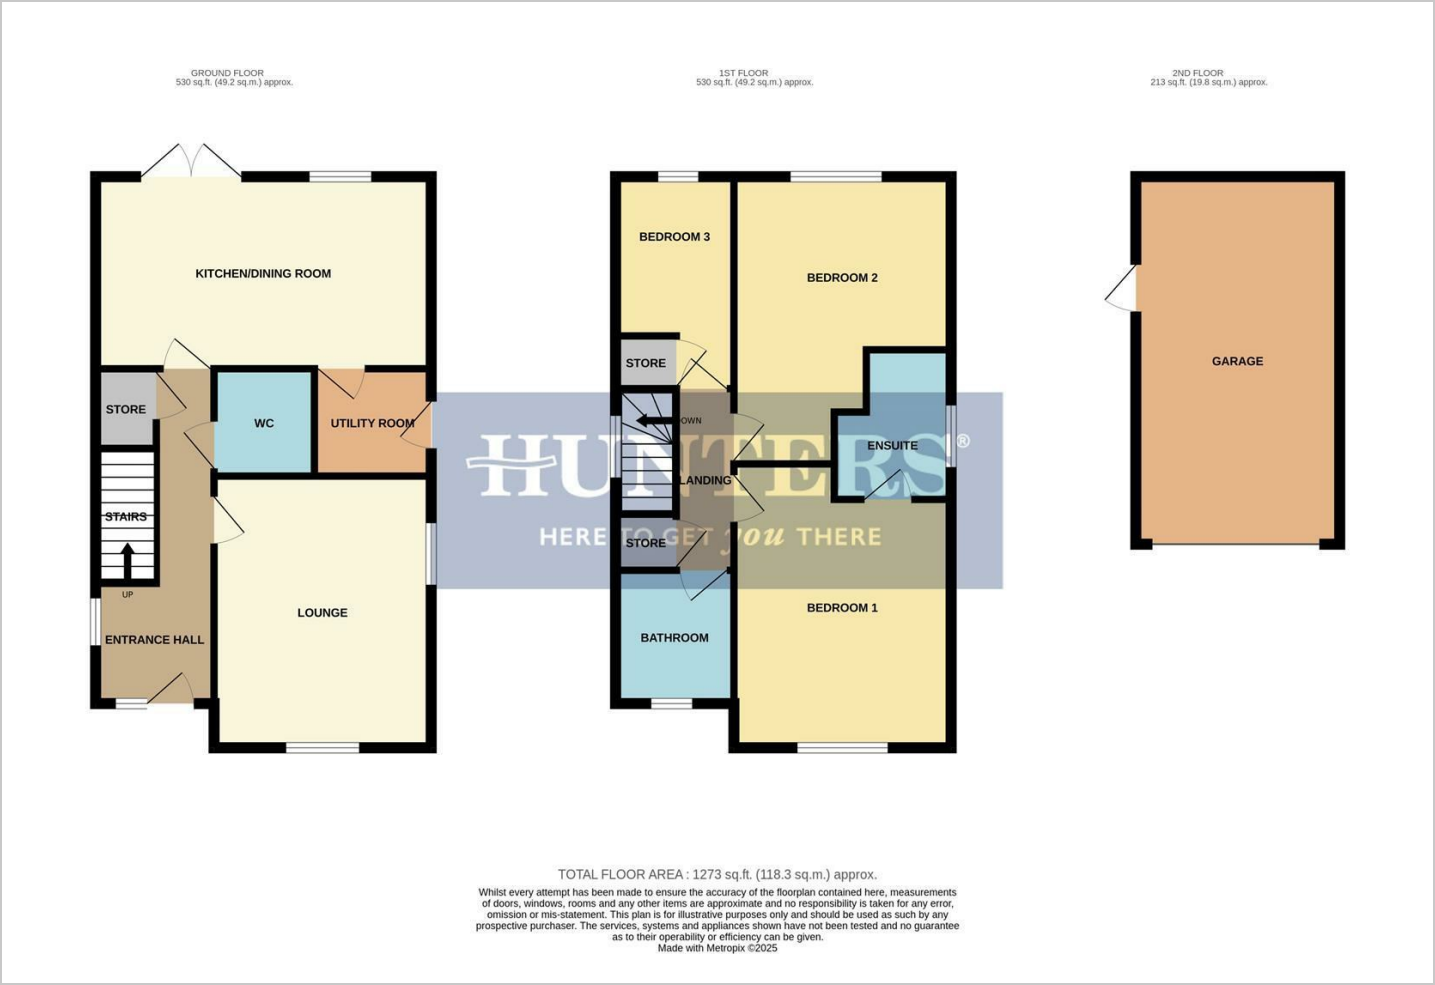 GROUND FLOOR
530 sq.ft. (49.2 sq.m.) approx.
1ST FLOOR
530 sq.ft. (49.2 sq.m.) approx.
2ND FLOOR
213 sq.ft. (19.8 sq.m.) approx.
KITCHEN/DINING ROOM
STORE
WC
UTILITY ROOM
STAIRS
UP
LOUNGE
ENTRANCE HALL
BEDROOM 3
BEDROOM 2
STORE
DOWN
ENSUITE
LANDING
STORE
BEDROOM 1
BATHROOM
GARAGE
HUNTERS®
HERE TO GET you THERE
TOTAL FLOOR AREA : 1273 sq.ft. (118.3 sq.m.) approx.
Whilst every attempt has been made to ensure the accuracy of the floorplan contained here, measurements
of doors, windows, rooms and any other items are approximate and no responsibility is taken for any error,
omission or mis-statement. This plan is for illustrative purposes only and should be used as such by any
prospective purchaser. The services, systems and appliances shown have not been tested and no guarantee
as to their operability or efficiency can be given.
Made with Metropix ©2025